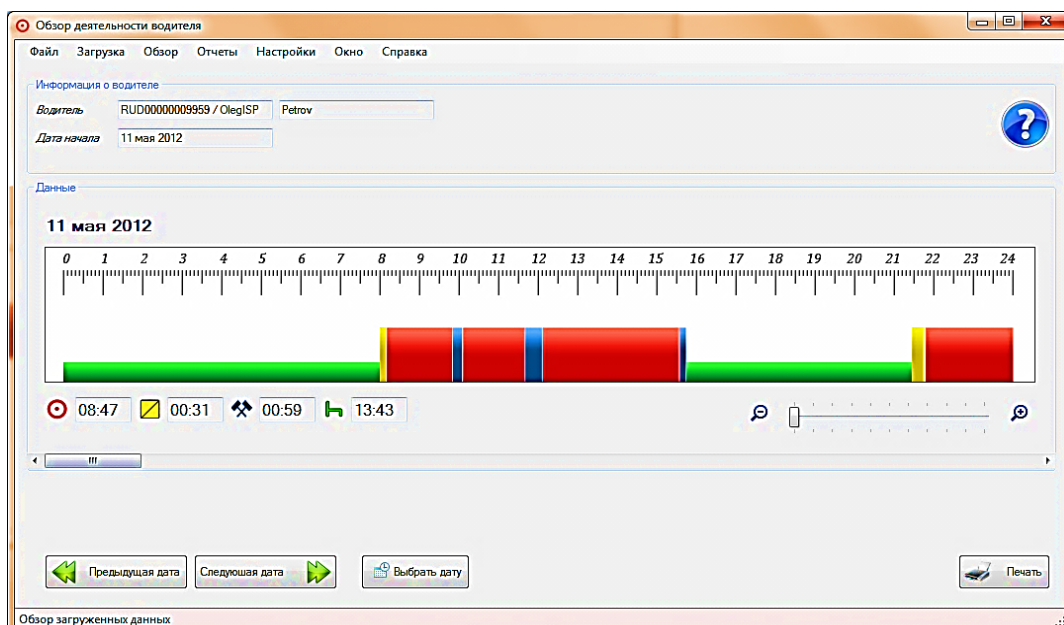 Обзор деятельности водителя
Файл Загрузка Обзор Отчеты Настройки Окно Справка
Информация о водителе
Водитель RUD00000009959 / OlegISP Petrov
Дата начала 11 мая 2012
Данные
11 мая 2012
0 1 2 3 4 5 6 7 8 9 10 11 12 13 14 15 16 17 18 19 20 21 22 23 24
08:47 00:31 00:59 13:43
Предыдущая дата Следуюшая дата Выбрать дату Печать
Обзор загруженных данных